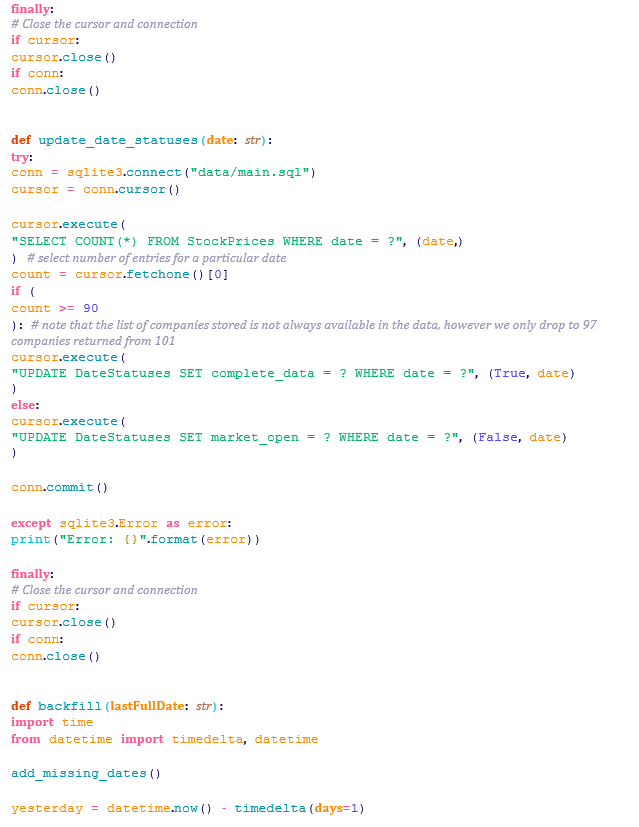 finally:
# Close the cursor and connection
if cursor:
cursor.close()
if conn:
conn.close()
def update_date_statuses(date: str):
try:
conn = sqlite3.connect("data/main.sql")
cursor = conn.cursor()
cursor.execute(
"SELECT COUNT(*) FROM StockPrices WHERE date = ?", (date,)
) # select number of entries for a particular date
count = cursor.fetchone()[0]
if (
count >= 90
): # note that the list of companies stored is not always available in the data, however we only drop to 97
companies returned from 101
cursor.execute(
"UPDATE DateStatuses SET complete_data = ? WHERE date = ?", (True, date)
)
else:
cursor.execute(
"UPDATE DateStatuses SET market_open = ? WHERE date = ?", (False, date)
)
conn.commit()
except sqlite3.Error as error:
print("Error: {}".format(error))
finally:
# Close the cursor and connection
if cursor:
cursor.close()
if conn:
conn.close()
def backfill(lastFullDate: str):
import time
from datetime import timedelta, datetime
add_missing_dates()
yesterday = datetime.now() - timedelta(days=1)